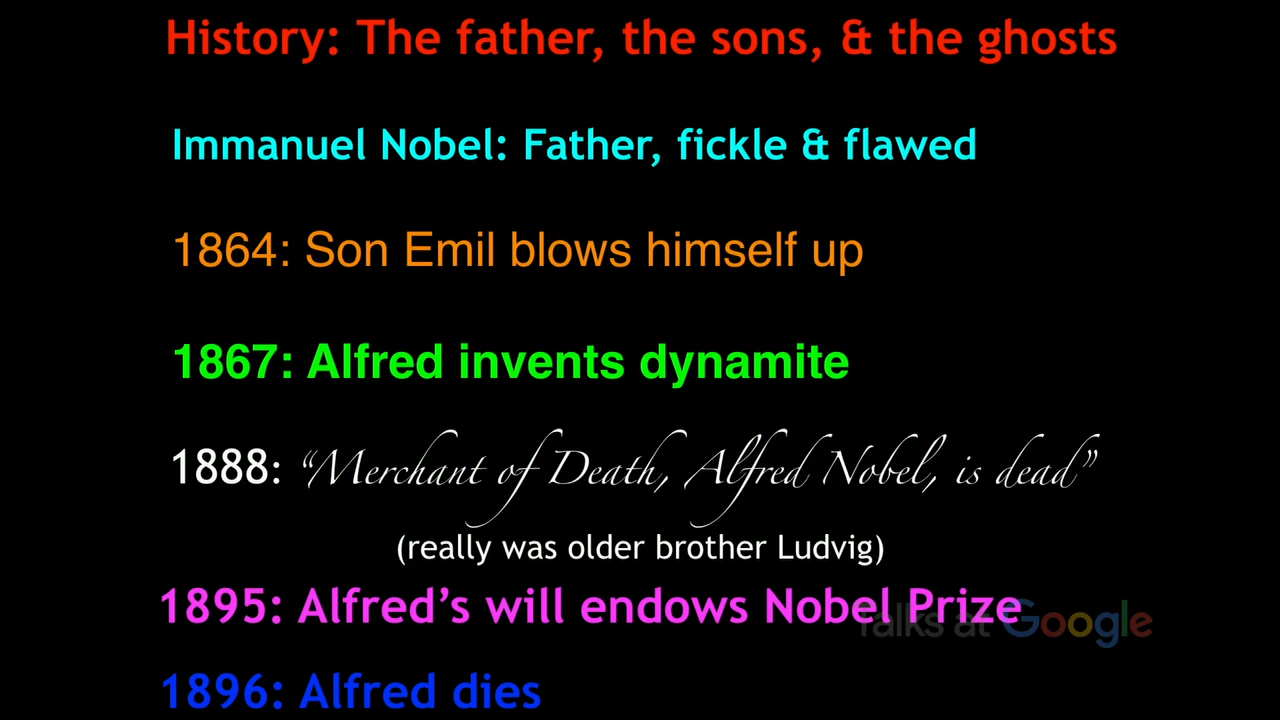 History: The father, the sons, & the ghosts
Immanuel Nobel: Father, fickle & flawed
1864: Son Emil blows himself up
1867: Alfred invents dynamite
1888: “Merchant of Death, Alfred Nobel, is dead”
(really was older brother Ludvig)
1895: Alfred’s will endows Nobel Prize
Talks at Google
1896: Alfred dies